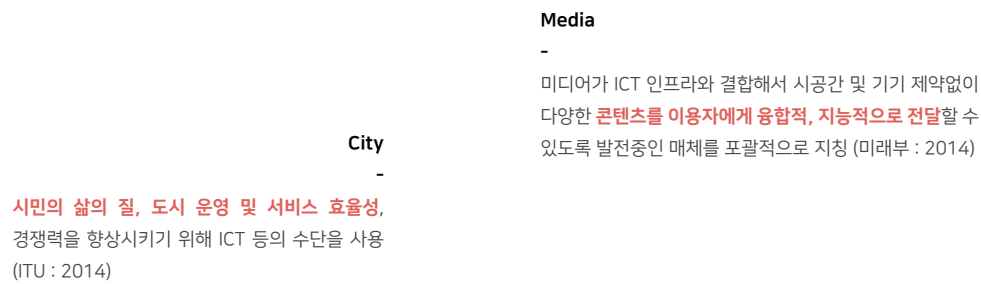 Media
-
미디어가 ICT 인프라와 결합해서 시공간 및 기기 제약없이
다양한 콘텐츠를 이용자에게 융합적, 지능적으로 전달할 수
있도록 발전중인 매체를 포괄적으로 지칭 (미래부 : 2014)
City
-
시민의 삶의 질, 도시 운영 및 서비스 효율성,
경쟁력을 향상시키기 위해 ICT 등의 수단을 사용
(ITU : 2014)